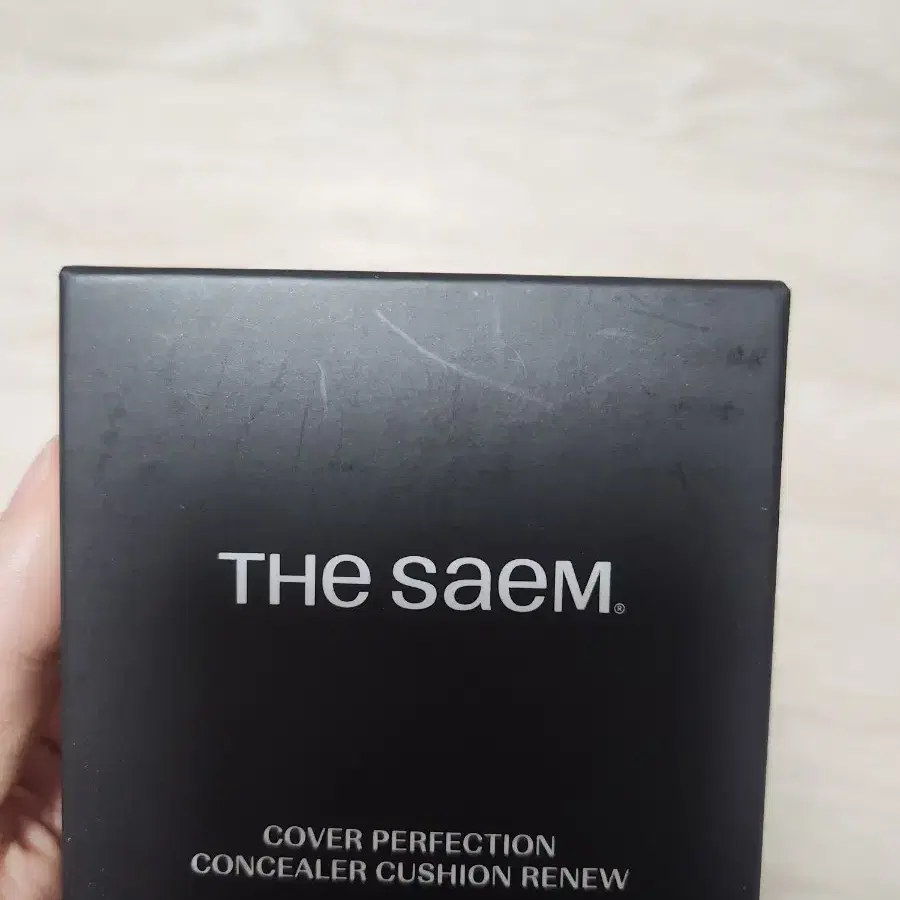 THe saeM®
COVER PERFECTION
CONCEALER CUSHION RENEW